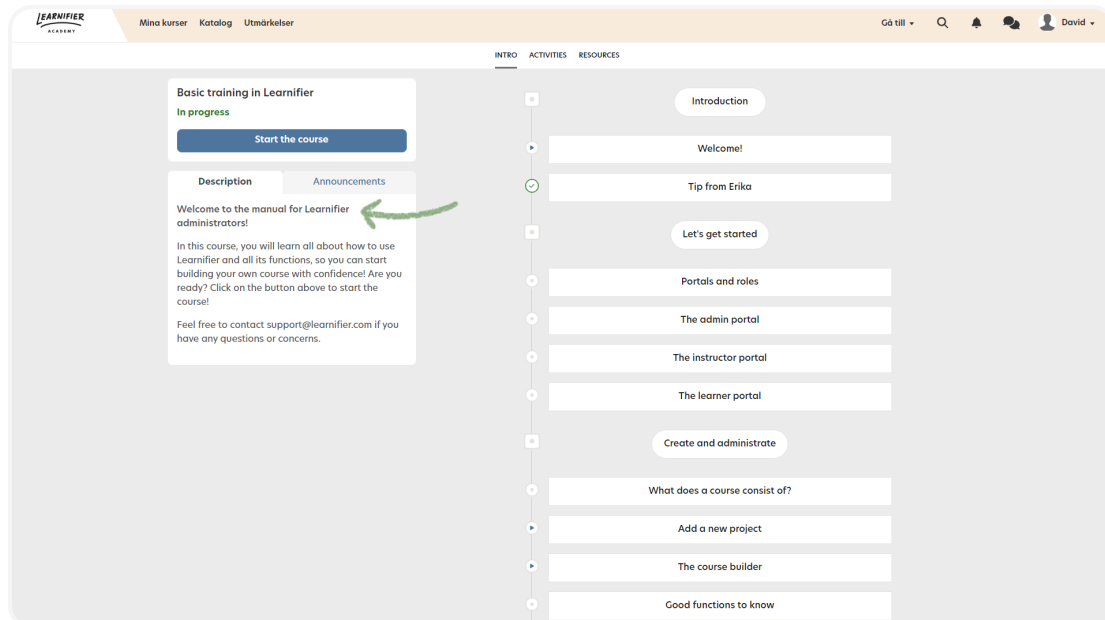 LEARNIFIER
ACADEMY
Mina kurser Katalog Utmärkelser
Gå till
David
INTRO ACTIVITIES RESOURCES
Basic training in Learnifier
In progress
Start the course
Description Announcements
Welcome to the manual for Learnifier
administrators!
In this course, you will learn all about how to use
Learnifier and all its functions, so you can start
building your own course with confidence! Are you
ready? Click on the button above to start the
course!
Feel free to contact support@learnifier.com if you
have any questions or concerns.
Introduction
Welcome!
Tip from Erika
Let's get started
Portals and roles
The admin portal
The instructor portal
The learner portal
Create and administrate
What does a course consist of?
Add a new project
The course builder
Good functions to know